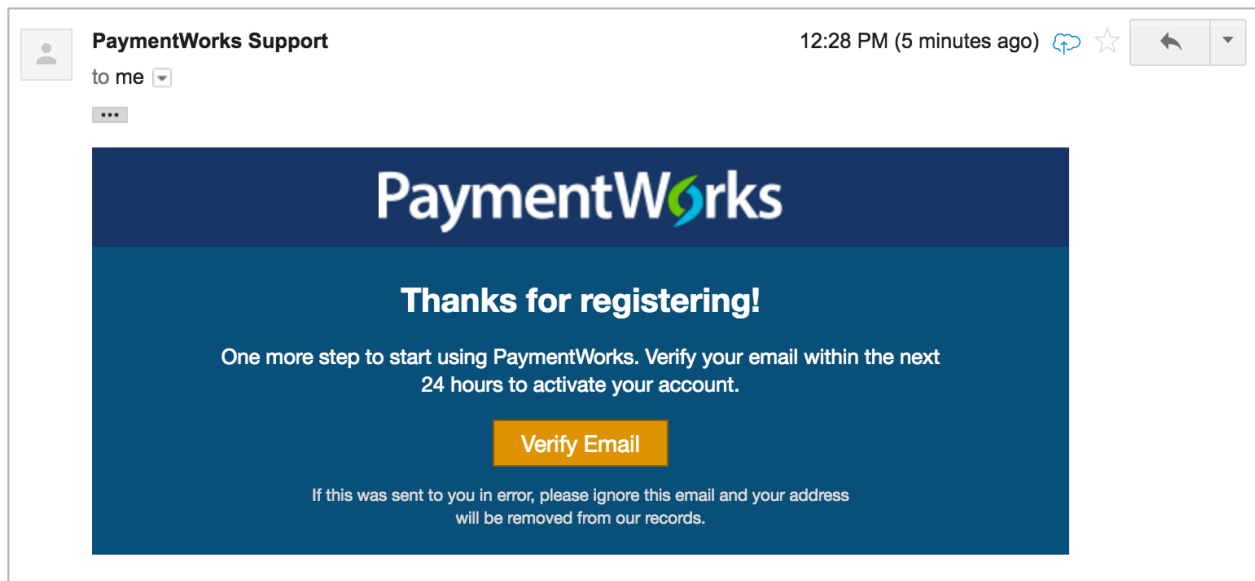 PaymentWorks Support 12:28 PM (5 minutes ago)
to me
PaymentWorks
Thanks for registering!
One more step to start using PaymentWorks. Verify your email within the next
24 hours to activate your account.
Verify Email
If this was sent to you in error, please ignore this email and your address
will be removed from our records.